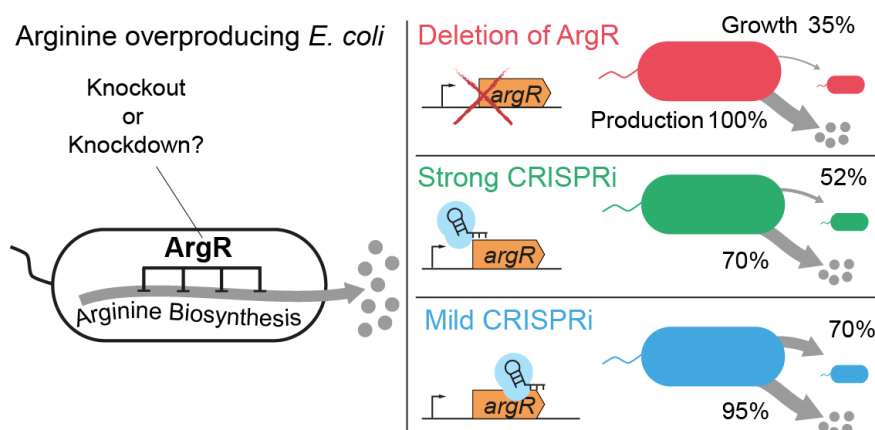 Arginine overproducing E. coli
Knockout
or
Knockdown?
ArgR
Arginine Biosynthesis
Deletion of ArgR
Growth 35%
argR
Production 100%
Strong CRISPRi
52%
argR
70%
Mild CRISPRi
70%
argR
95%